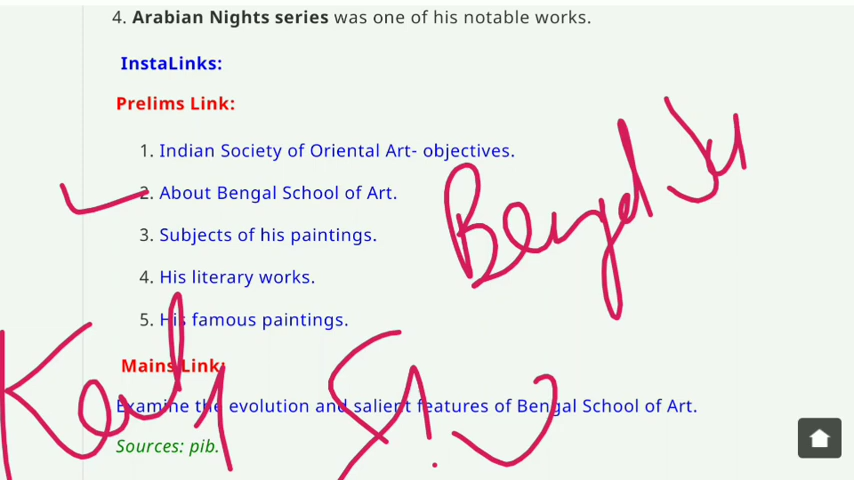 4. Arabian Nights series was one of his notable works.
InstaLinks:
Prelims Link:
1. Indian Society of Oriental Art- objectives.
2. About Bengal School of Art.
3. Subjects of his paintings.
4. His literary works.
5. His famous paintings.
Bengal
Mains Link:
Examine the evolution and salient features of Bengal School of Art.
Sources: pib.